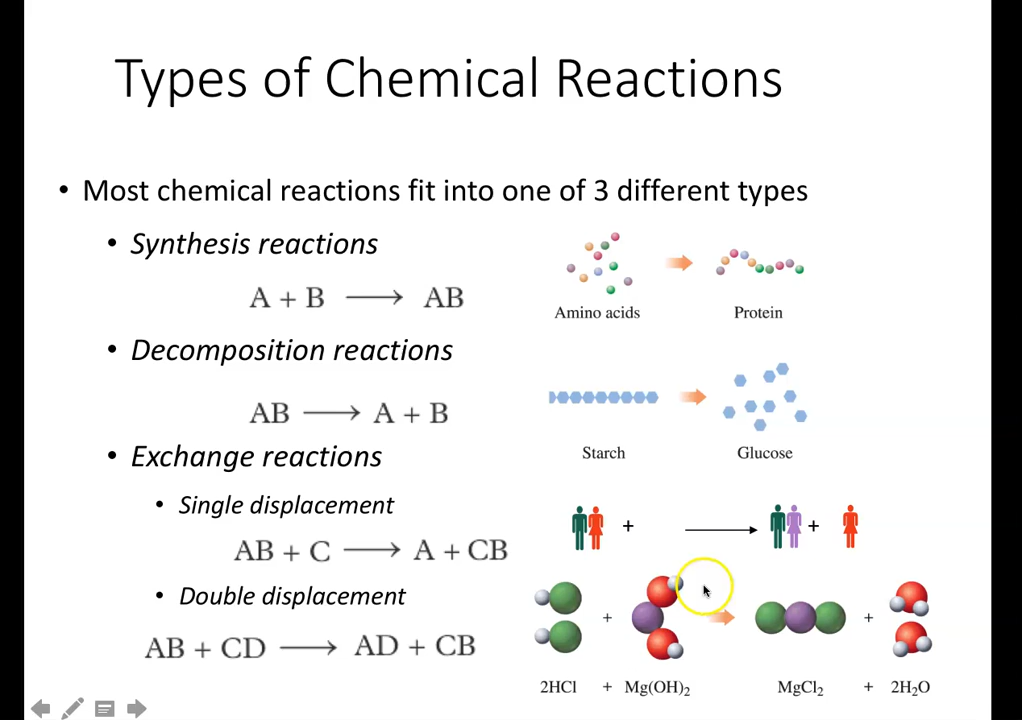 Types of Chemical Reactions
• Most chemical reactions fit into one of 3 different types
• Synthesis reactions
A + B ⟶ AB
Amino acids
Protein
• Decomposition reactions
AB ⟶ A + B
Starch
Glucose
• Exchange reactions
• Single displacement
+
+
AB + C ⟶ A + CB
• Double displacement
+
+
AB + CD ⟶ AD + CB
2HCl + Mg(OH)₂ MgCl₂ + 2H₂O